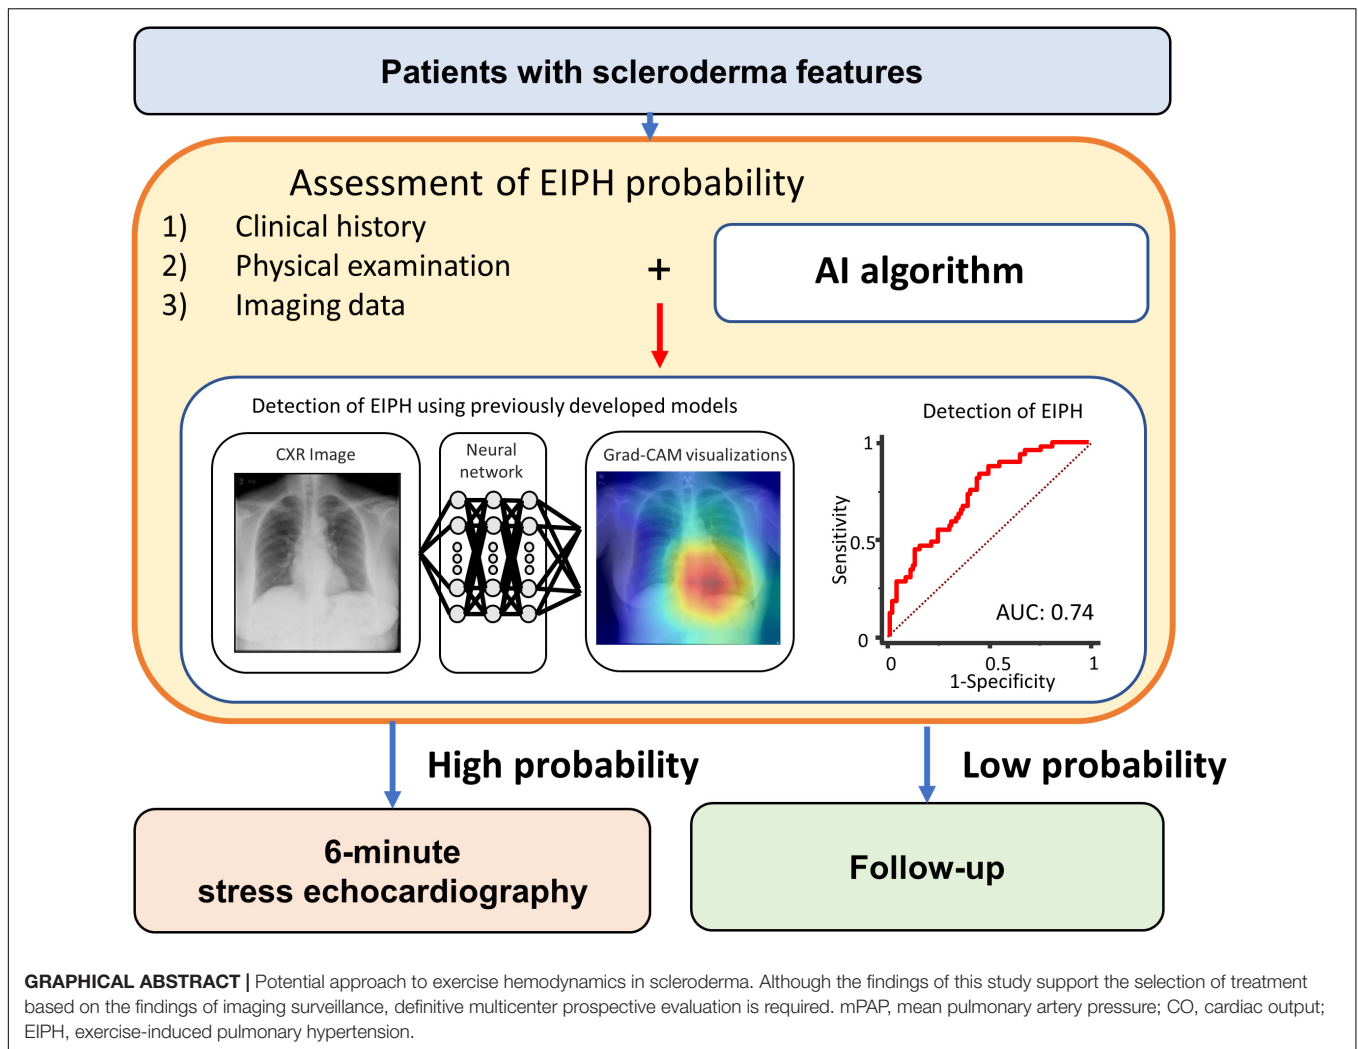 Patients with scleroderma features
Assessment of EIPH probability
1) Clinical history
2) Physical examination
3) Imaging data
+
AI algorithm
Detection of EIPH using previously developed models
CXR Image
Neural
network
Grad-CAM visualizations
Detection of EIPH
1
0.5
0
Sensitivity
AUC: 0.74
0 0.5 1
1-Specificity
High probability
Low probability
6-minute
stress echocardiography
Follow-up
GRAPHICAL ABSTRACT | Potential approach to exercise hemodynamics in scleroderma. Although the findings of this study support the selection of treatment
based on the findings of imaging surveillance, definitive multicenter prospective evaluation is required. mPAP, mean pulmonary artery pressure; CO, cardiac output;
EIPH, exercise-induced pulmonary hypertension.